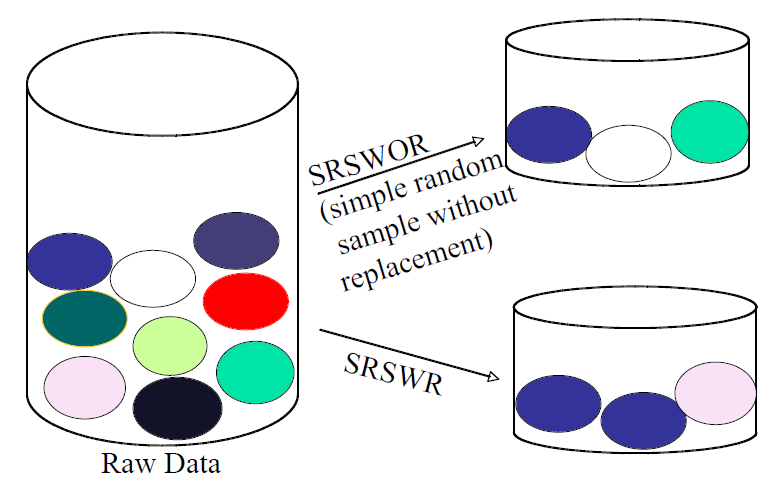 SRSWOR
(simple random
sample without
replacement)
SRSWR
Raw Data